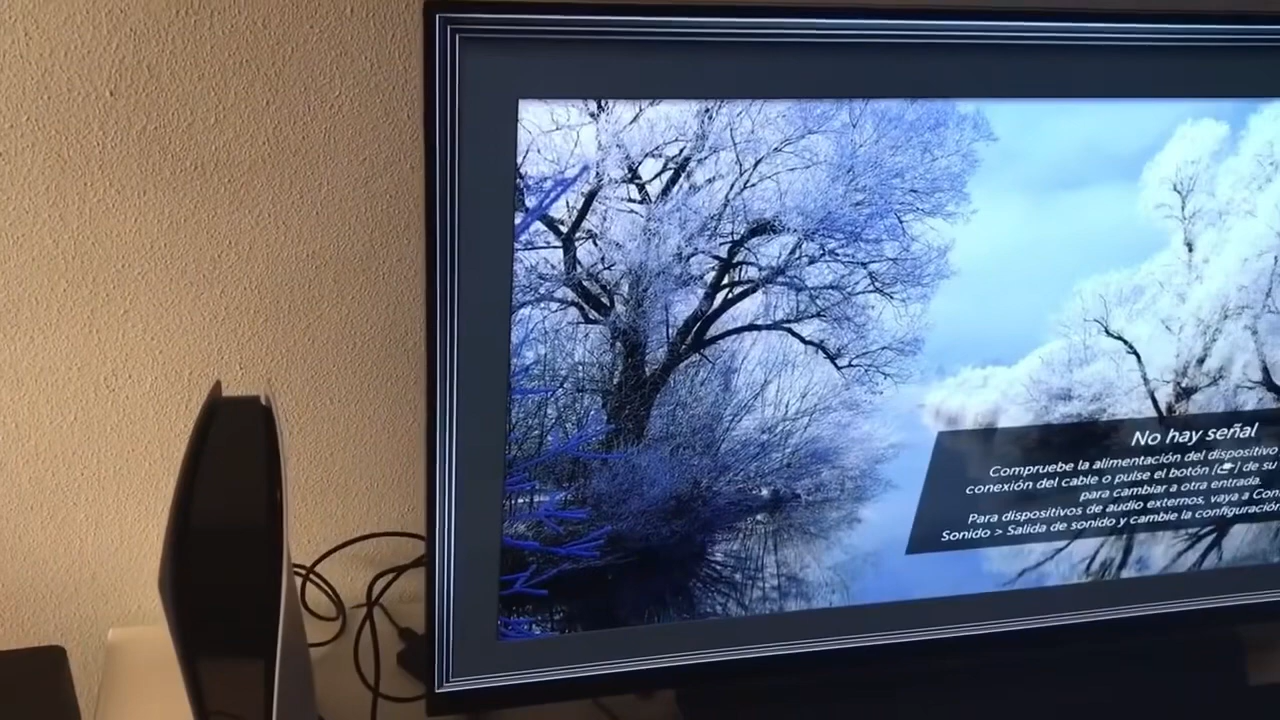 No hay señal
Compruebe la alimentación del dispositivo
conexión del cable o pulse el botón [ ] de su
para cambiar a otra entrada.
Para dispositivos de audio externos, vaya a Con
Sonido > Salida de sonido y cambie la configuración